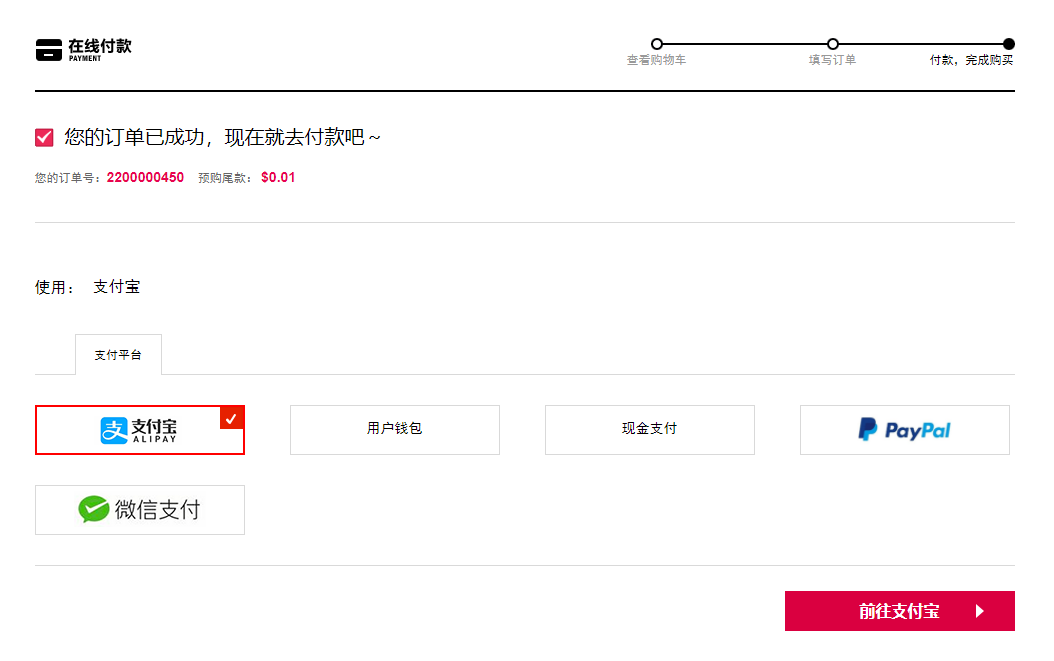 在线付款
PAYMENT
查看购物车
填写订单
付款，完成购买
您的订单已成功，现在就去付款吧～
您的订单号：2200000450 预购尾款：$0.01
使用： 支付宝
支付平台
支 支付宝
ALIPAY
用户钱包
现金支付
PayPal
微信支付
前往支付宝